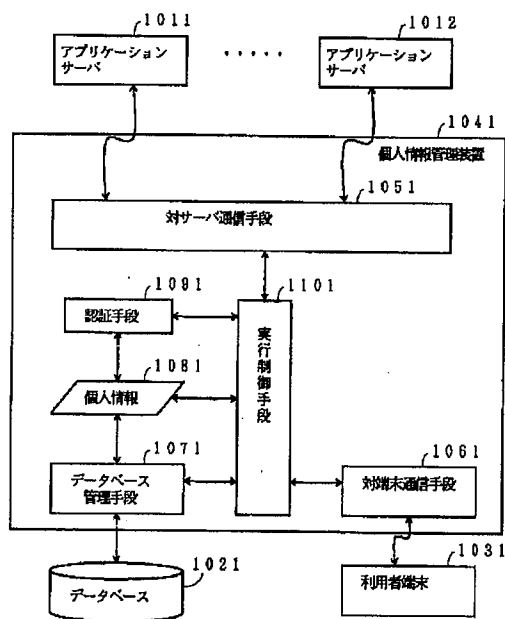 1011
アプリケーション
サーバ
・・・・・
1012
アプリケーション
サーバ
1041
個人情報管理装置
1051
対サーバ通信手段
1091
認証手段
1101
実行制御手段
1081
個人情報
1071
データベース
管理手段
1061
対端末通信手段
1021
データベース
1031
利用者端末